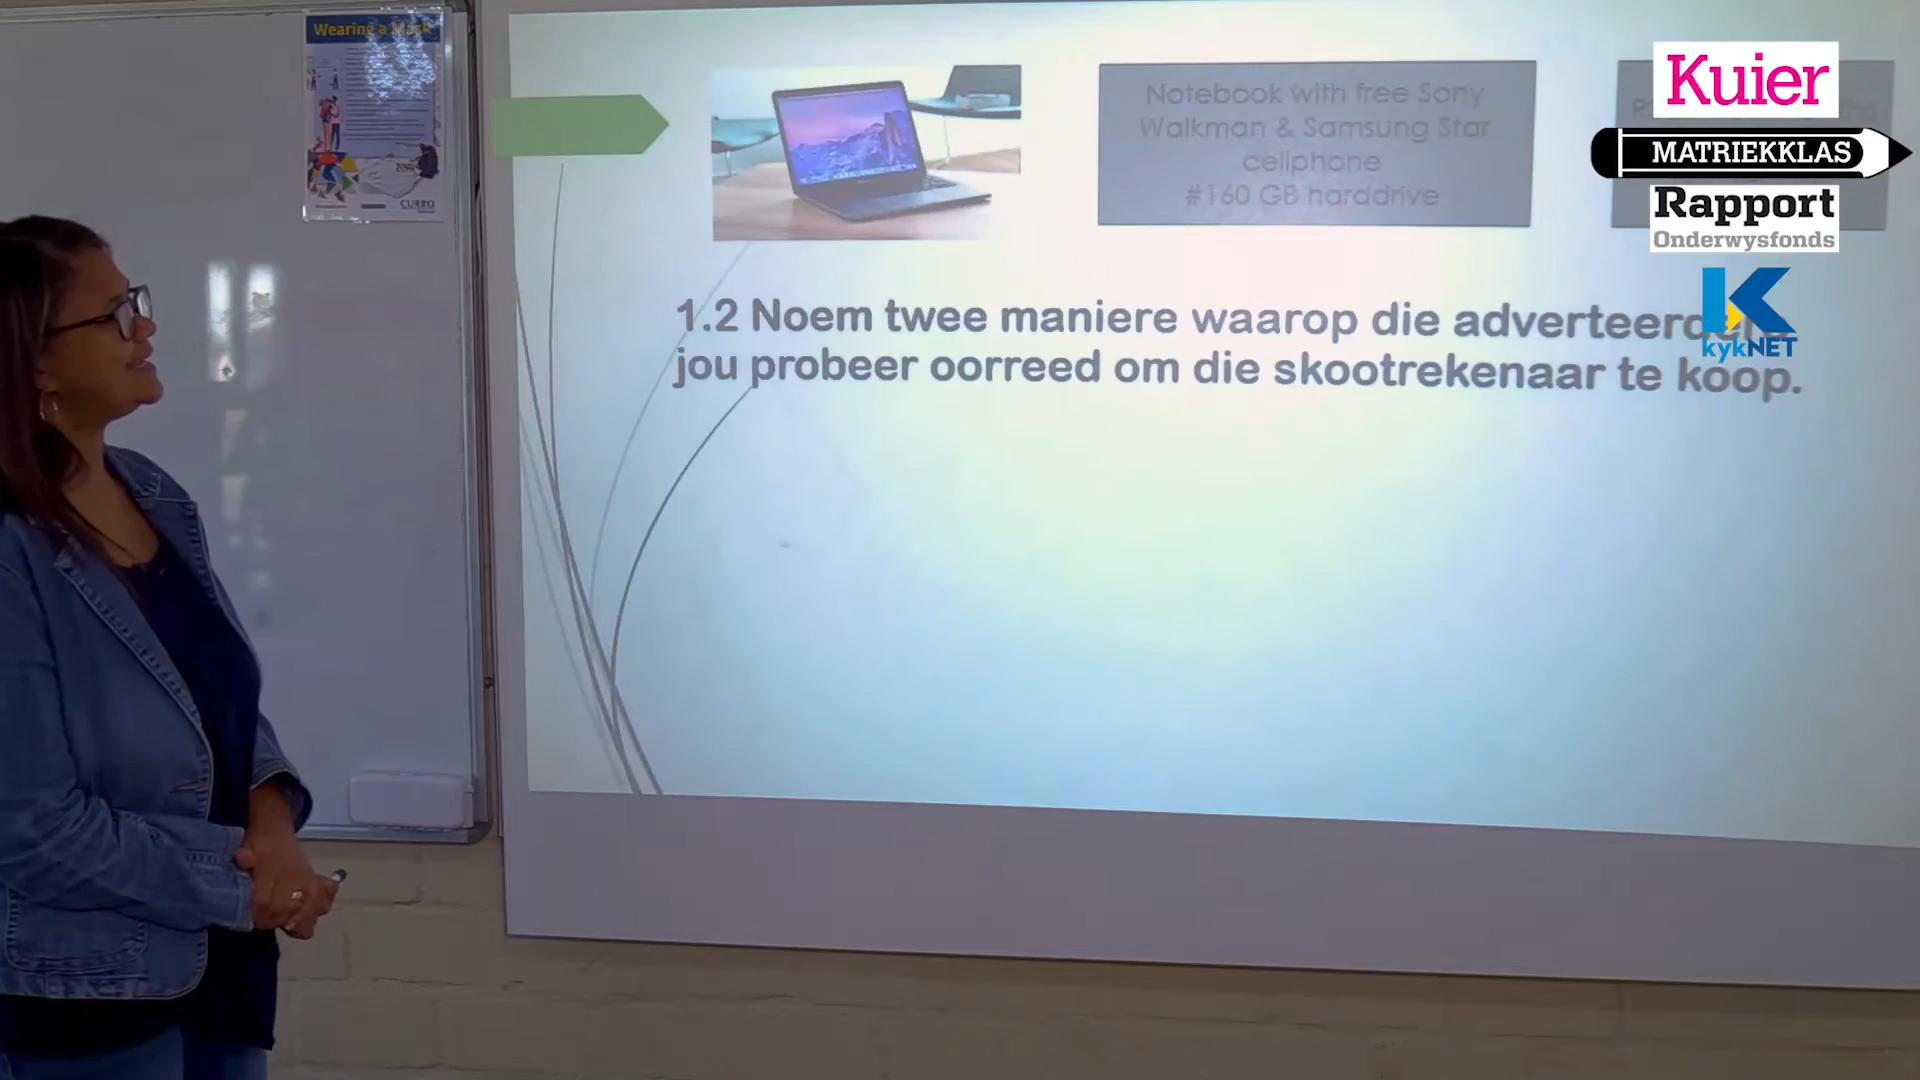 Wearing a Mask
CURRO
Notebook with free Sony
Walkman & Samsung Star
cellphone
#160 GB harddrive
Kuier
MATRIEKKLAS
Rapport
Onderwysfonds
kykNET
1.2 Noem twee maniere waarop die adverteerders
jou probeer oorreed om die skootrekenaar te koop.